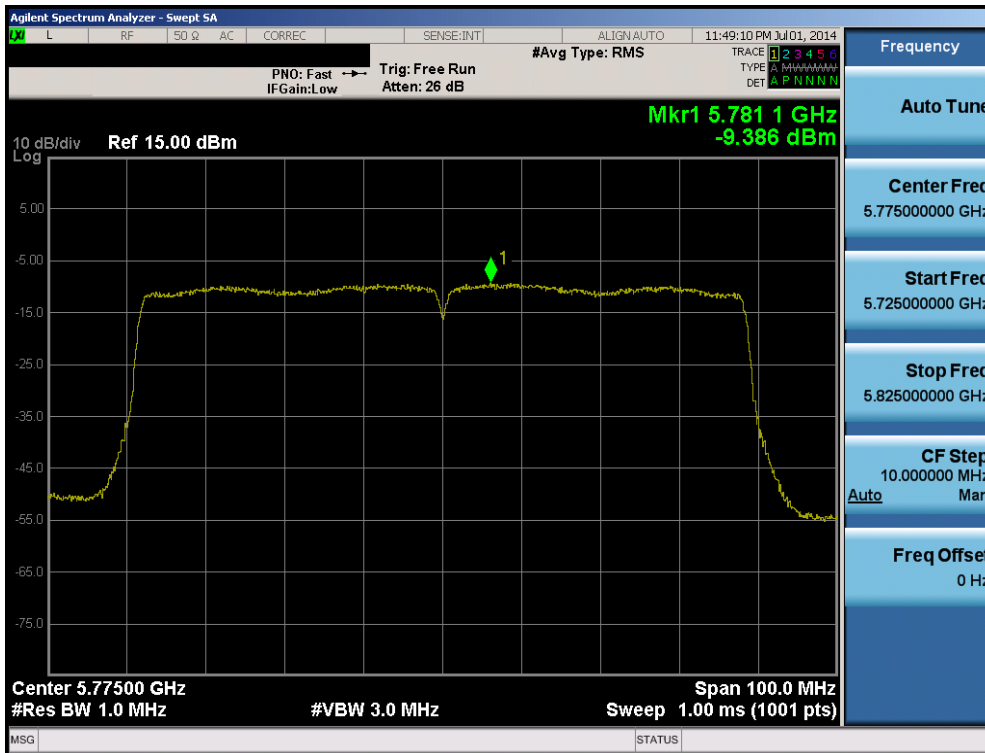 Agilent Spectrum Analyzer - Swept SA
LXI L RF 50 Ω AC CORREC SENSE:INT ALIGN AUTO 11:49:10 PM Jul 01, 2014
#Avg Type: RMS TRACE 1 2 3 4 5 6
PNO: Fast Trig: Free Run TYPE A M
IFGain:Low Atten: 26 dB DET A P N N N N
Mkr1 5.781 1 GHz
-9.386 dBm
10 dB/div Ref 15.00 dBm
Log
1
5.00
-5.00
-15.0
-25.0
-35.0
-45.0
-55.0
-65.0
-75.0
Center 5.77500 GHz Span 100.0 MHz
#Res BW 1.0 MHz #VBW 3.0 MHz Sweep 1.00 ms (1001 pts)
MSG STATUS
Frequency
Auto Tune
Center Freq
5.775000000 GHz
Start Freq
5.725000000 GHz
Stop Freq
5.825000000 GHz
CF Step
10.000000 MHz
Auto Man
Freq Offset
0 Hz